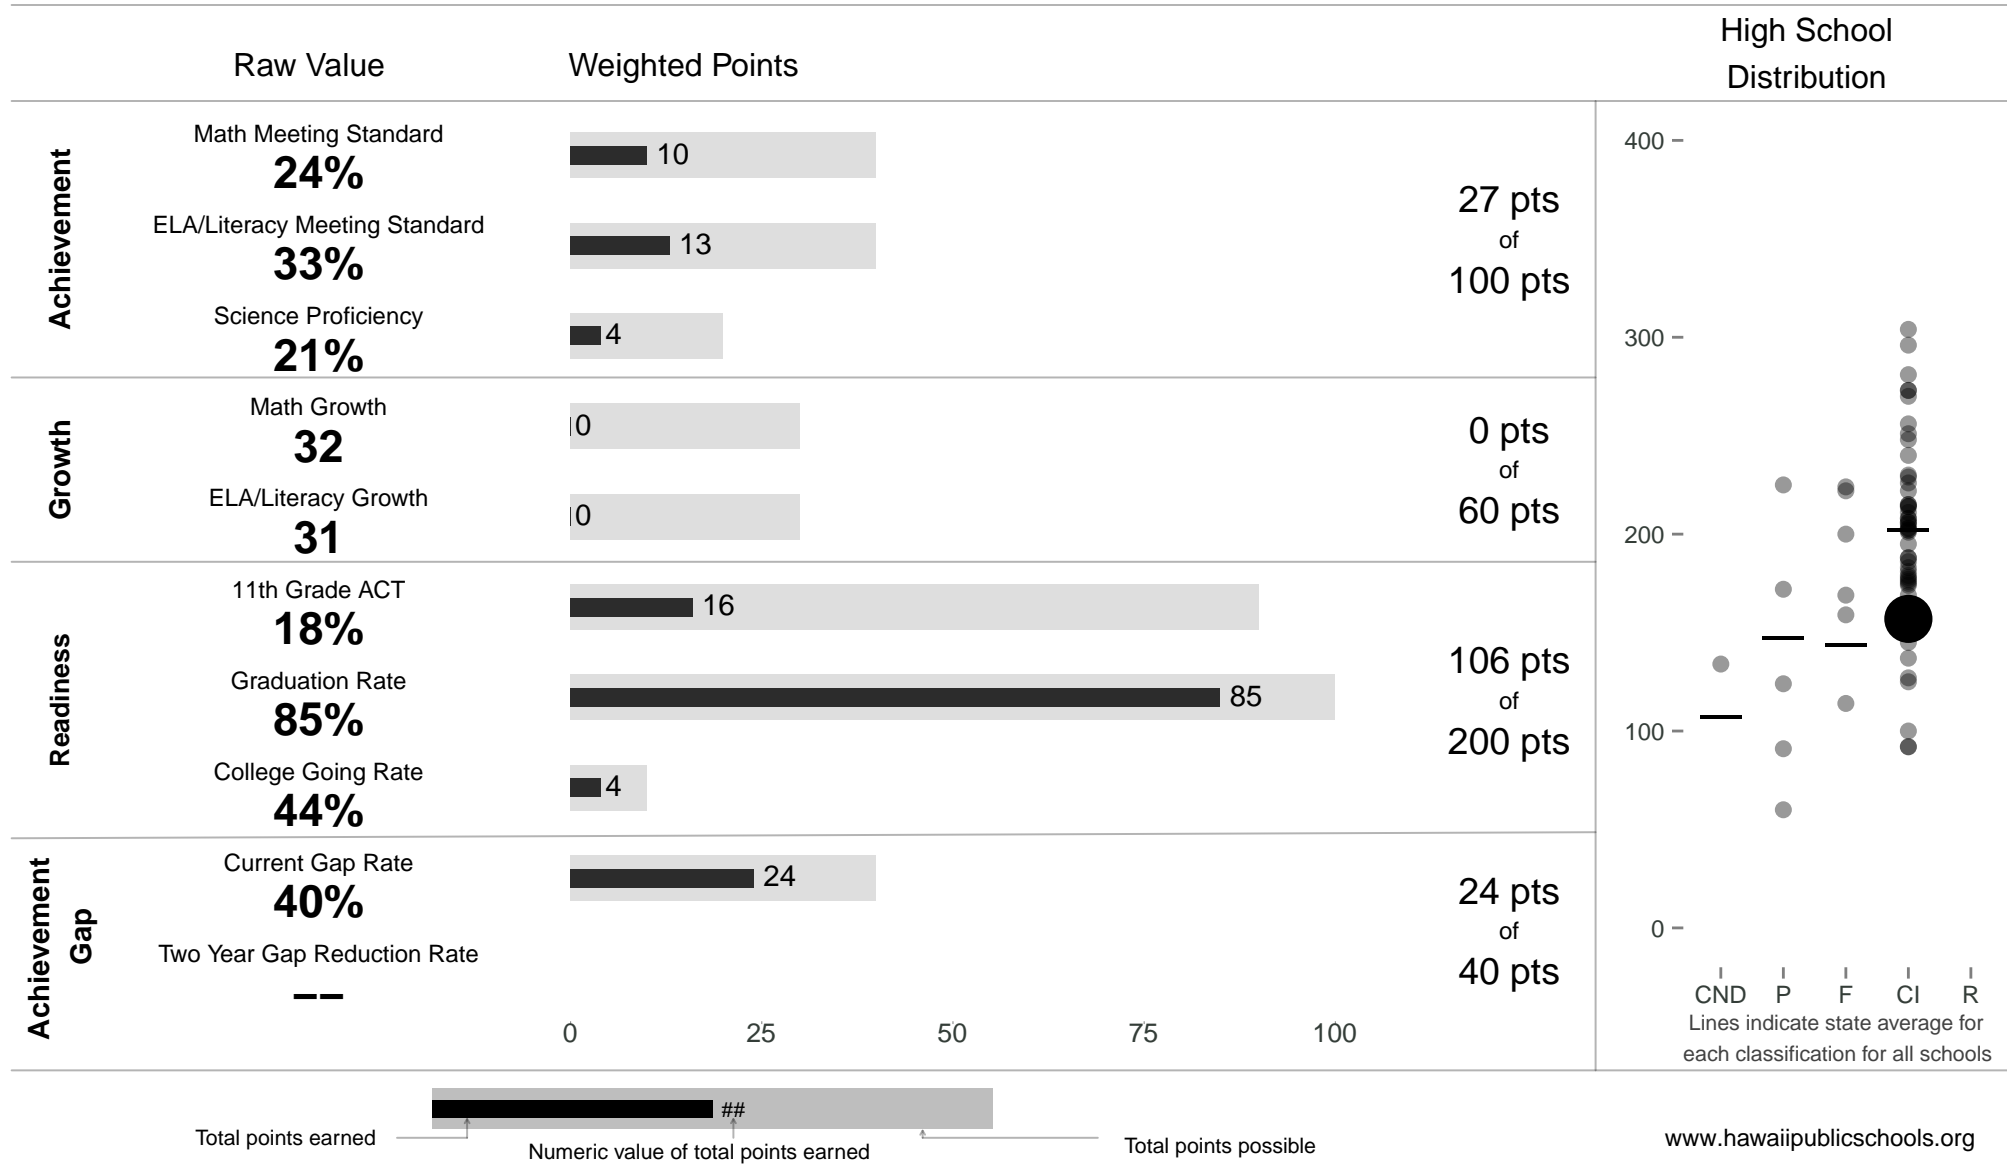 Raw Value
Weighted Points
High School
Distribution
Achievement
Math Meeting Standard
24%
10
ELA/Literacy Meeting Standard
33%
13
Science Proficiency
21%
4
27 pts
of
100 pts
Growth
Math Growth
32
0
ELA/Literacy Growth
31
0
0 pts
of
60 pts
Readiness
11th Grade ACT
18%
16
Graduation Rate
85%
85
College Going Rate
44%
4
106 pts
of
200 pts
Achievement
Gap
Current Gap Rate
40%
24
Two Year Gap Reduction Rate
––
24 pts
of
40 pts
0 25 50 75 100
400
300
200
100
0
CND P F CI R
Lines indicate state average for
each classification for all schools
##
Total points earned
Numeric value of total points earned
Total points possible
www.hawaiipublicschools.org